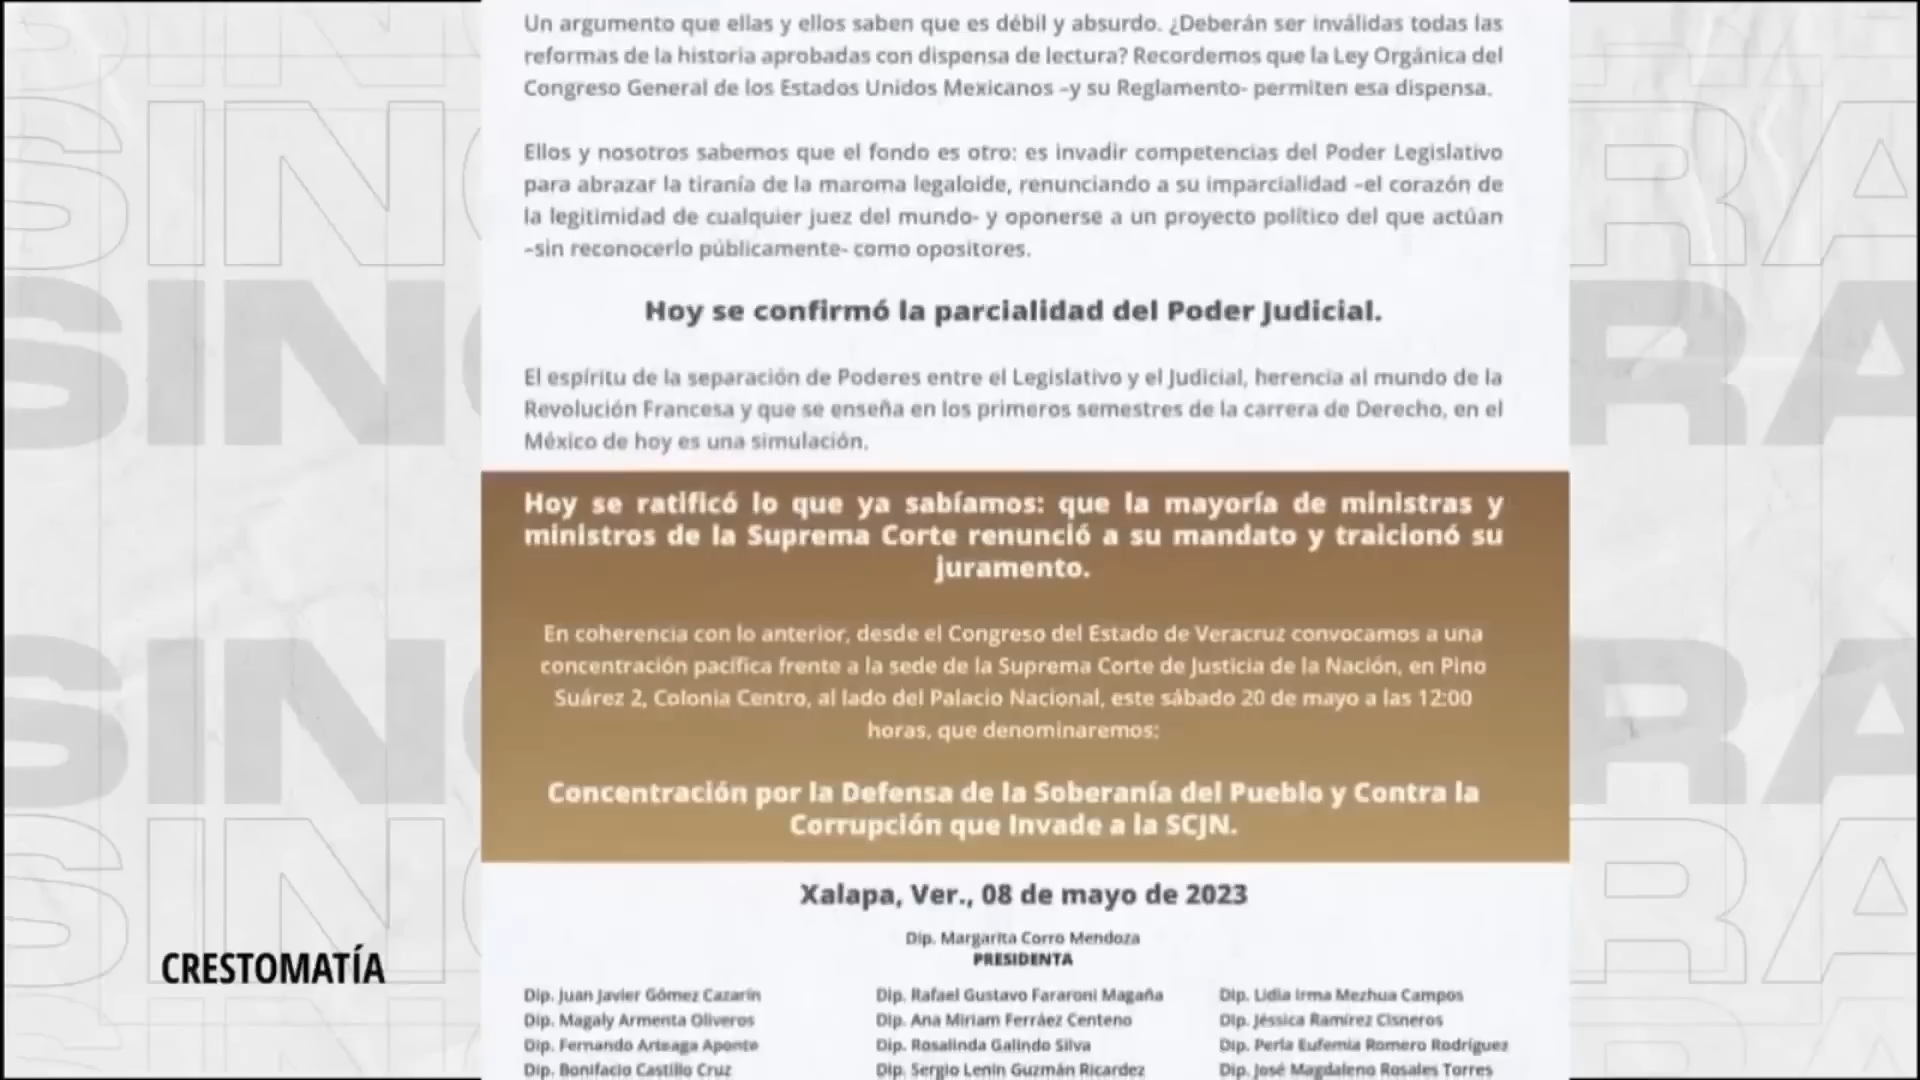 Un argumento que ellas y ellos saben que es débil y absurdo. ¿Deberán ser inválidas todas las
reformas de la historia aprobadas con dispensa de lectura? Recordemos que la Ley Orgánica del
Congreso General de los Estados Unidos Mexicanos –y su Reglamento- permiten esa dispensa.
Ellos y nosotros sabemos que el fondo es otro: es invadir competencias del Poder Legislativo
para abrazar la tiranía de la maroma legaloide, renunciando a su imparcialidad –el corazón de
la legitimidad de cualquier juez del mundo- y oponerse a un proyecto político del que actúan
–sin reconocerlo públicamente- como opositores.
Hoy se confirmó la parcialidad del Poder Judicial.
El espíritu de la separación de Poderes entre el Legislativo y el Judicial, herencia al mundo de la
Revolución Francesa y que se enseña en los primeros semestres de la carrera de Derecho, en el
México de hoy es una simulación.
Hoy se ratificó lo que ya sabíamos: que la mayoría de ministras y
ministros de la Suprema Corte renunció a su mandato y traicionó su
juramento.
En coherencia con lo anterior, desde el Congreso del Estado de Veracruz convocamos a una
concentración pacífica frente a la sede de la Suprema Corte de Justicia de la Nación, en Pino
Suárez 2, Colonia Centro, al lado del Palacio Nacional, este sábado 20 de mayo a las 12:00
horas, que denominaremos:
Concentración por la Defensa de la Soberanía del Pueblo y Contra la
Corrupción que Invade a la SCJN.
Xalapa, Ver., 08 de mayo de 2023
Dip. Margarita Corro Mendoza
PRESIDENTA
Dip. Juan Javier Gómez Cazarín
Dip. Rafael Gustavo Fararoni Magaña
Dip. Lidia Irma Mezhua Campos
Dip. Magaly Armenta Oliveros
Dip. Ana Miriam Ferráez Centeno
Dip. Jéssica Ramírez Cisneros
Dip. Fernando Arteaga Aponte
Dip. Rosalinda Galindo Silva
Dip. Perla Eufemia Romero Rodríguez
Dip. Bonifacio Castillo Cruz
Dip. Sergio Lenin Guzmán Ricardez
Dip. José Magdaleno Rosales Torres
CRESTOMATÍA
SIN
RA
SIN
RA
SIN
RA
SIN
RA